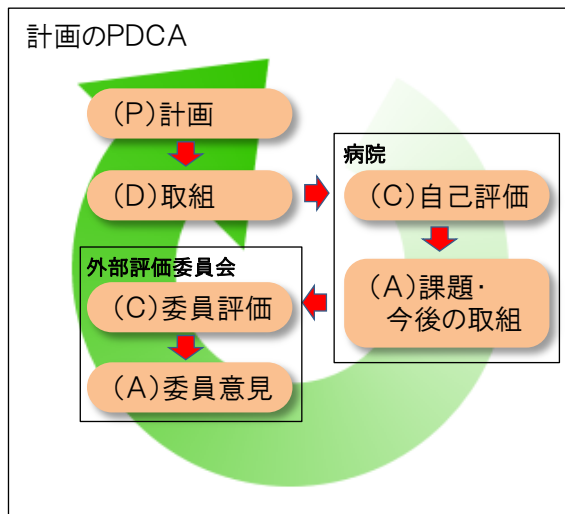 計画のPDCA
(P)計画
(D)取組
病院
(C)自己評価
(A)課題・
今後の取組
外部評価委員会
(C)委員評価
(A)委員意見